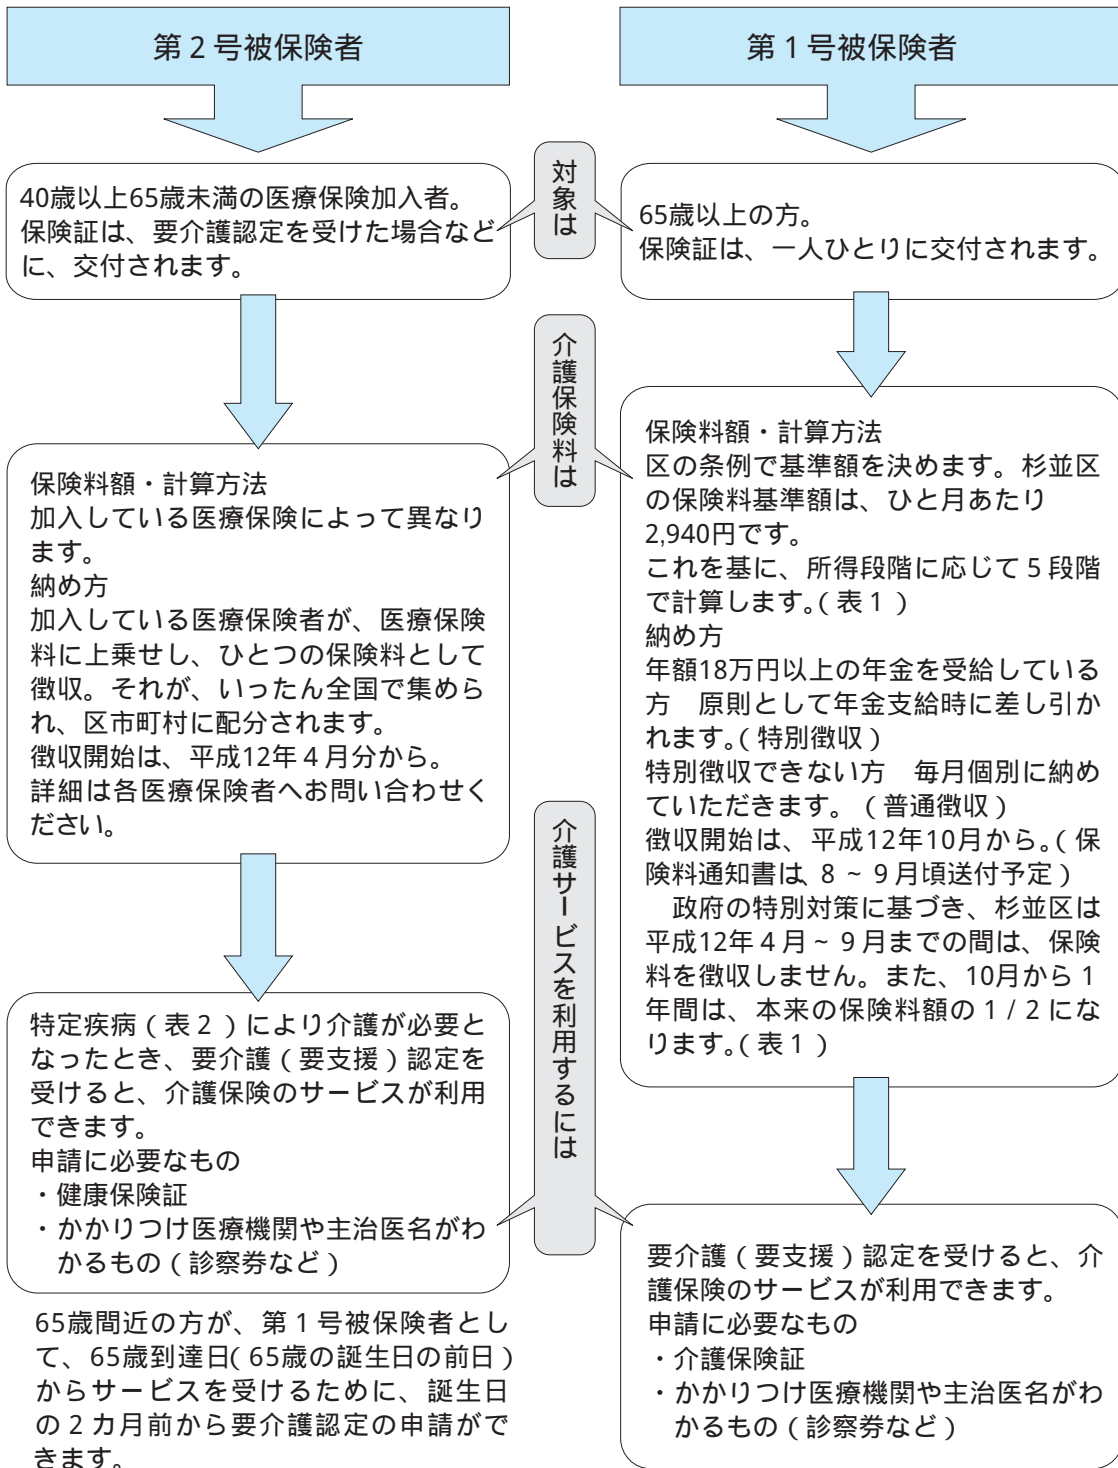 第２号被保険者
40歳以上65歳未満の医療保険加入者。
保険証は、要介護認定を受けた場合など
に、交付されます。
保険料額・計算方法
加入している医療保険によって異なり
ます。
納め方
加入している医療保険者が、医療保険
料に上乗せし、ひとつの保険料として
徴収。それが、いったん全国で集めら
れ、区市町村に配分されます。
徴収開始は、平成12年４月分から。
詳細は各医療保険者へお問い合わせく
ださい。
特定疾病（表２）により介護が必要と
なったとき、要介護（要支援）認定を
受けると、介護保険のサービスが利用
できます。
申請に必要なもの
・健康保険証
・かかりつけ医療機関や主治医名がわ
かるもの（診察券など）
65歳間近の方が、第１号被保険者とし
て、65歳到達日（65歳の誕生日の前日）
からサービスを受けるために、誕生日
の２カ月前から要介護認定の申請がで
きます。
対象は
介護保険料は
介護サービスを利用するには
第１号被保険者
65歳以上の方。
保険証は、一人ひとりに交付されます。
保険料額・計算方法
区の条例で基準額を決めます。杉並区
の保険料基準額は、ひと月あたり
2,940円です。
これを基に、所得段階に応じて５段階
で計算します。（表１）
納め方
年額18万円以上の年金を受給している
方　原則として年金支給時に差し引か
れます。（特別徴収）
特別徴収できない方　毎月個別に納め
ていただきます。（普通徴収）
徴収開始は、平成12年10月から。（保
険料通知書は、８～９月頃送付予定）
　政府の特別対策に基づき、杉並区は
平成12年４月～９月までの間は、保険
料を徴収しません。また、10月から１
年間は、本来の保険料額の１/２にな
ります。（表１）
要介護（要支援）認定を受けると、介
護保険のサービスが利用できます。
申請に必要なもの
・介護保険証
・かかりつけ医療機関や主治医名がわ
かるもの（診察券など）